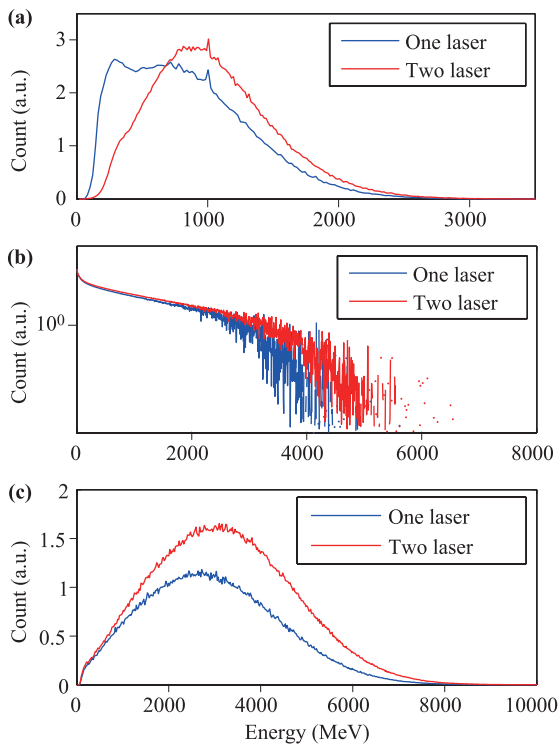 (a)
3
2
1
0
Count (a.u.)
One laser
Two laser
0 1000 2000 3000
(b)
10⁰
Count (a.u.)
One laser
Two laser
0 2000 4000 6000 8000
(c)
2
1.5
1
0.5
0
Count (a.u.)
One laser
Two laser
0 2000 4000 6000 8000 10000
Energy (MeV)